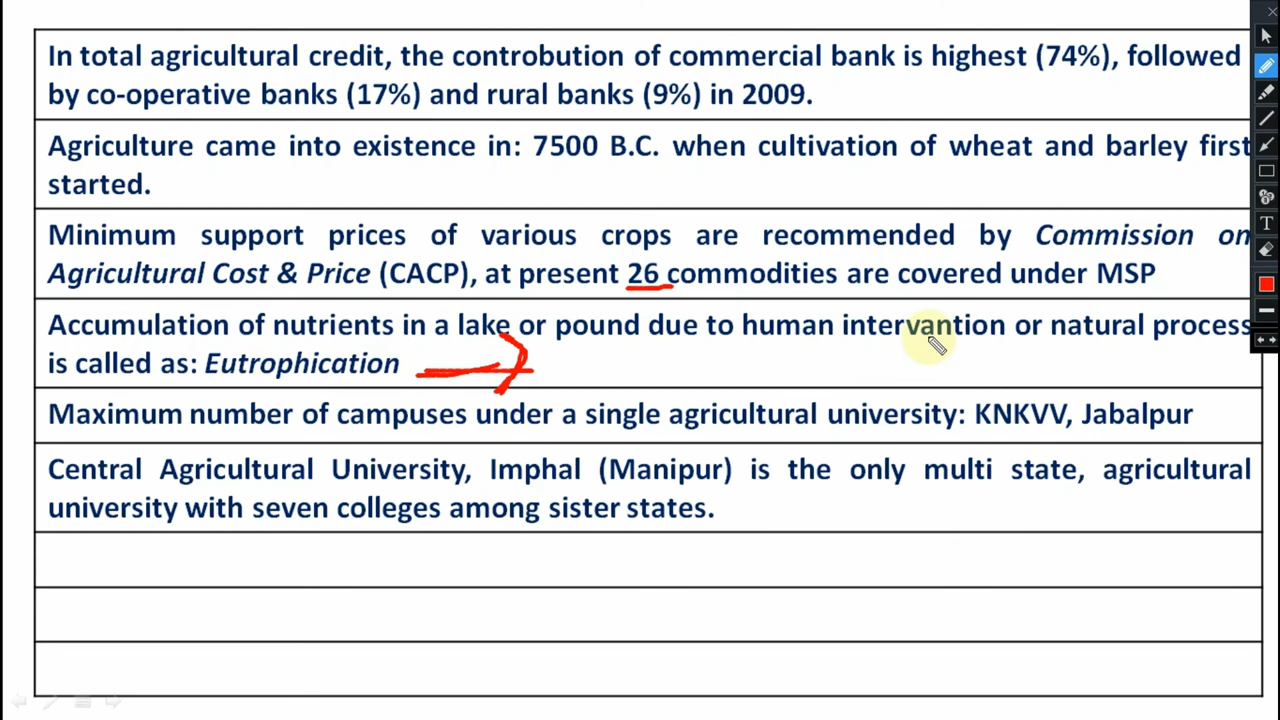 In total agricultural credit, the controbution of commercial bank is highest (74%), followed
by co-operative banks (17%) and rural banks (9%) in 2009.
Agriculture came into existence in: 7500 B.C. when cultivation of wheat and barley first
started.
Minimum support prices of various crops are recommended by Commission on
Agricultural Cost & Price (CACP), at present 26 commodities are covered under MSP
Accumulation of nutrients in a lake or pound due to human intervantion or natural process
is called as: Eutrophication
Maximum number of campuses under a single agricultural university: KNKVV, Jabalpur
Central Agricultural University, Imphal (Manipur) is the only multi state, agricultural
university with seven colleges among sister states.